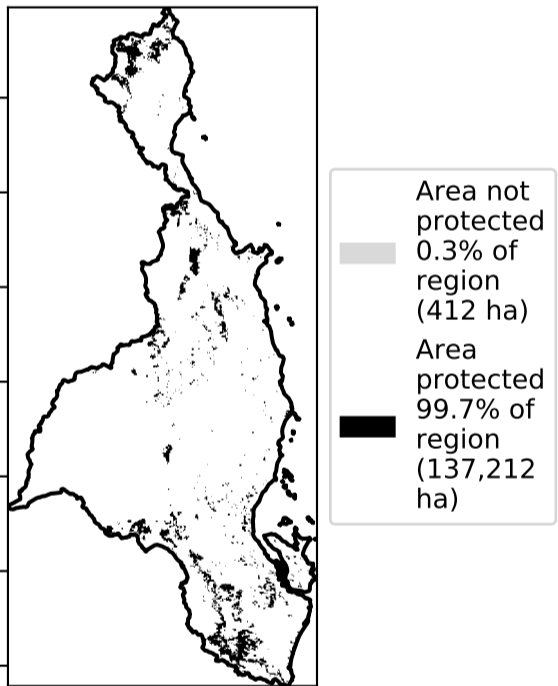 Area not
protected
0.3% of
region
(412 ha)
Area
protected
99.7% of
region
(137,212
ha)